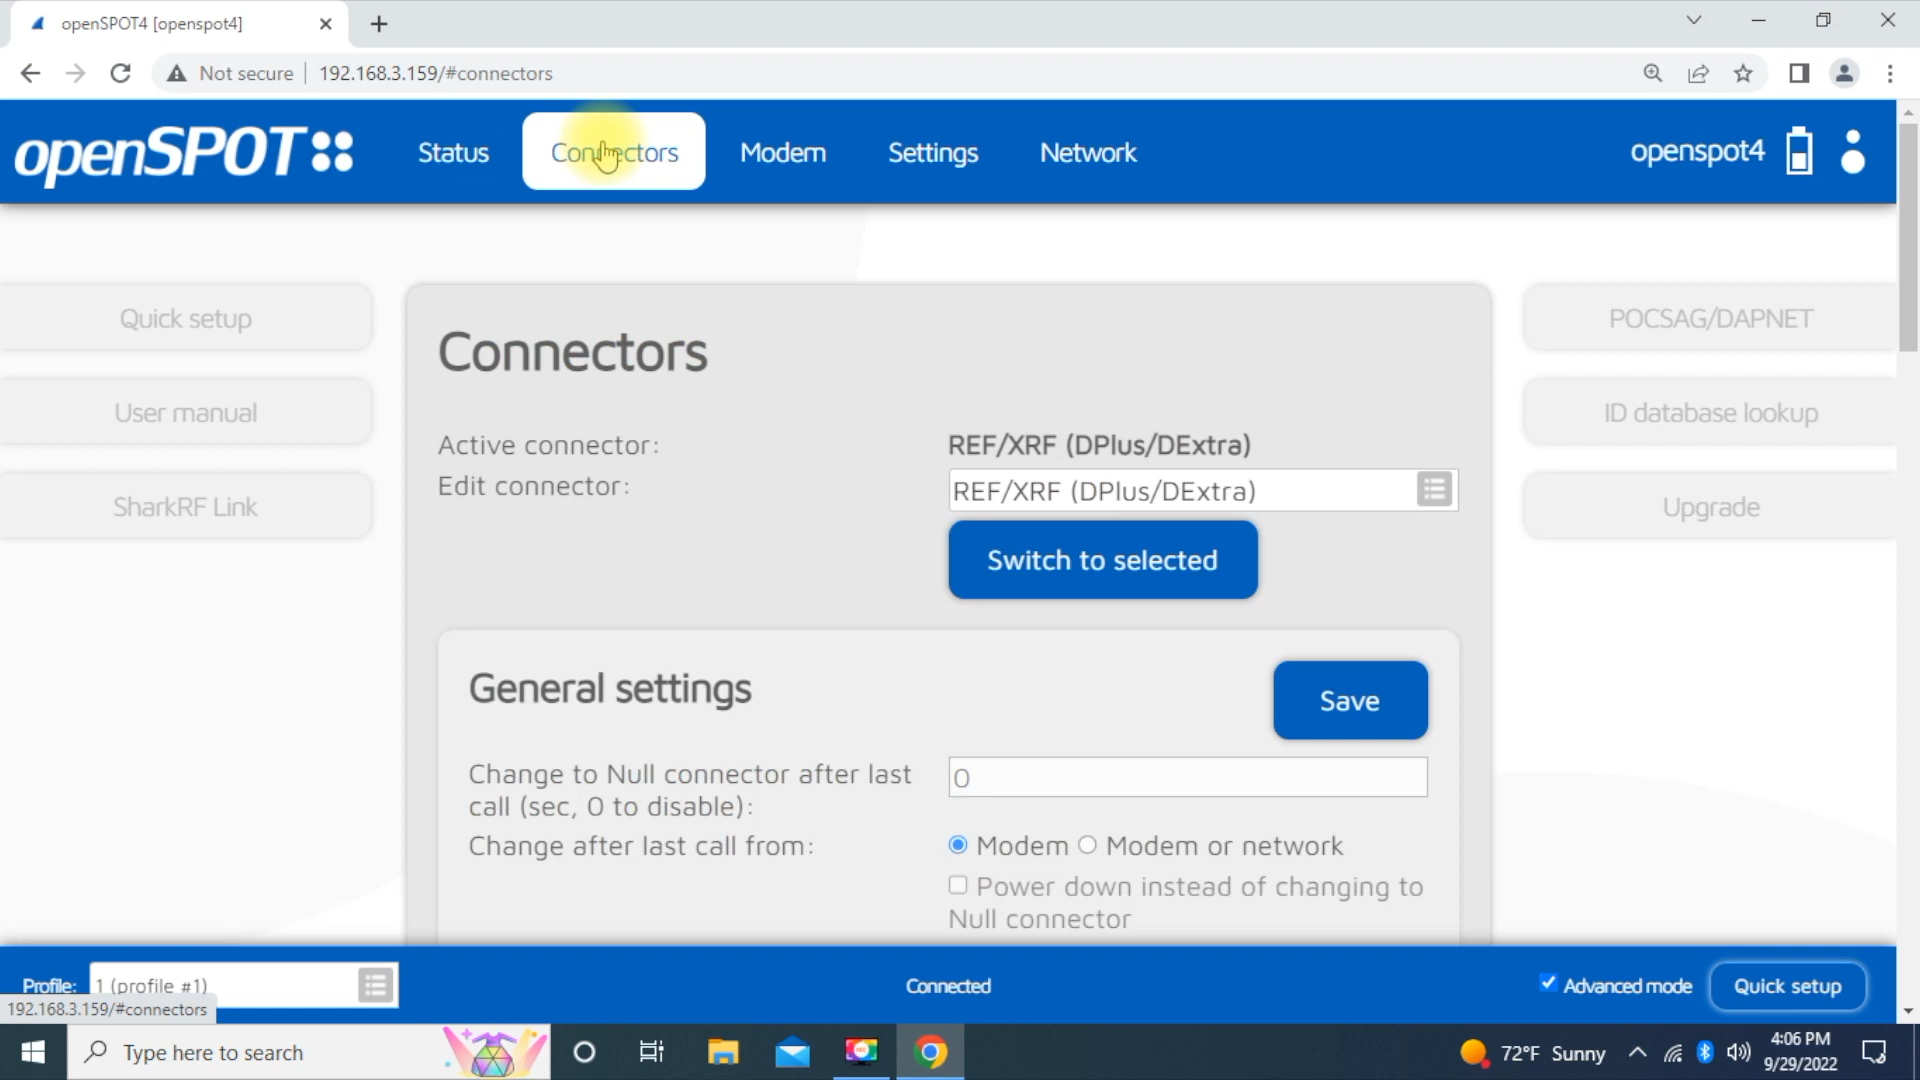 openSPOT4 [openspot4]
Not secure
192.168.3.159/#connectors
openSPOT
Status
Connectors
Modem
Settings
Network
openspot4
Quick setup
User manual
SharkRF Link
Connectors
Active connector:
REF/XRF (DPlus/DExtra)
Edit connector:
REF/XRF (DPlus/DExtra)
Switch to selected
General settings
Save
Change to Null connector after last
call (sec, 0 to disable):
0
Change after last call from:
Modem
Modem or network
Power down instead of changing to
Null connector
POCSAG/DAPNET
ID database lookup
Upgrade
Profile:
1 (profile #1)
Connected
Advanced mode
Quick setup
192.168.3.159/#connectors
Type here to search
72°F Sunny
4:06 PM
9/29/2022